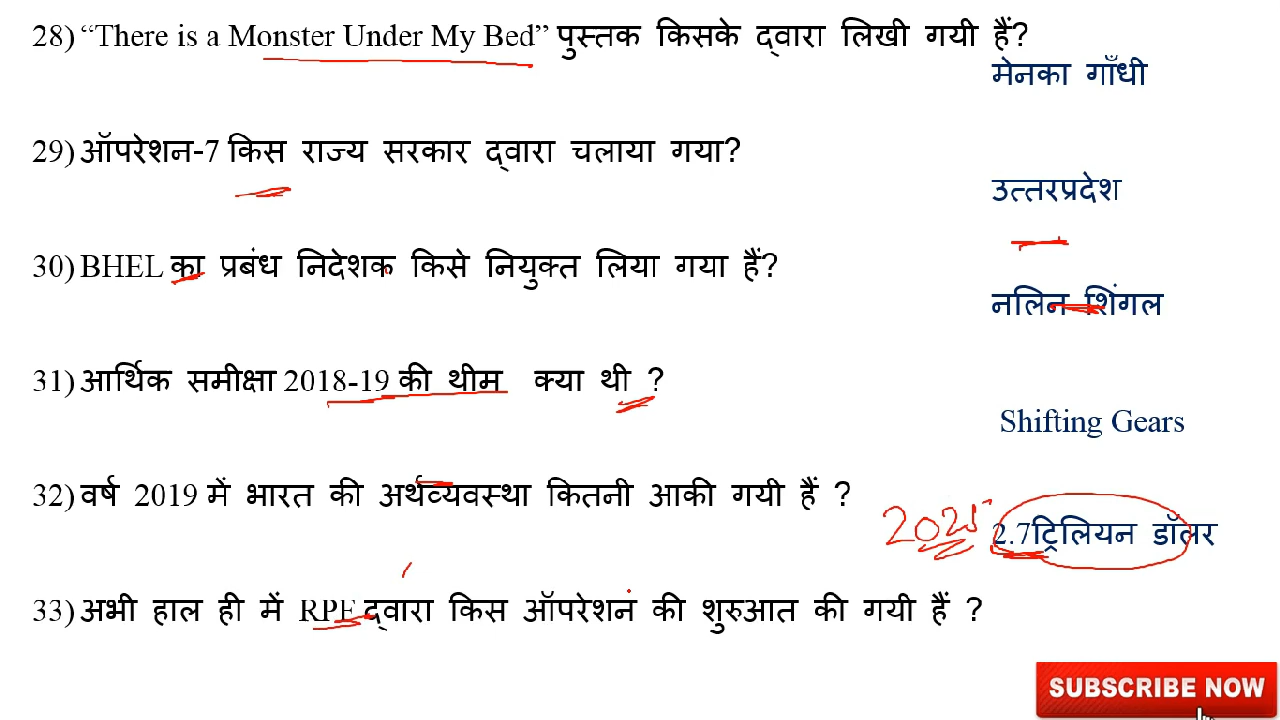 28) “There is a Monster Under My Bed” पुस्तक किसके द्वारा लिखी गयी हैं?
मेनका गाँधी
29) ऑपरेशन-7 किस राज्य सरकार द्वारा चलाया गया?
उत्तरप्रदेश
30) BHEL का प्रबंध निदेशक किसे नियुक्त लिया गया हैं?
नलिन शिंगल
31) आर्थिक समीक्षा 2018-19 की थीम क्या थी ?
Shifting Gears
32) वर्ष 2019 में भारत की अर्थव्यवस्था कितनी आकी गयी हैं ?
2025 2.7ट्रिलियन डॉलर
33) अभी हाल ही में RPF द्वारा किस ऑपरेशन की शुरुआत की गयी हैं ?
SUBSCRIBE NOW